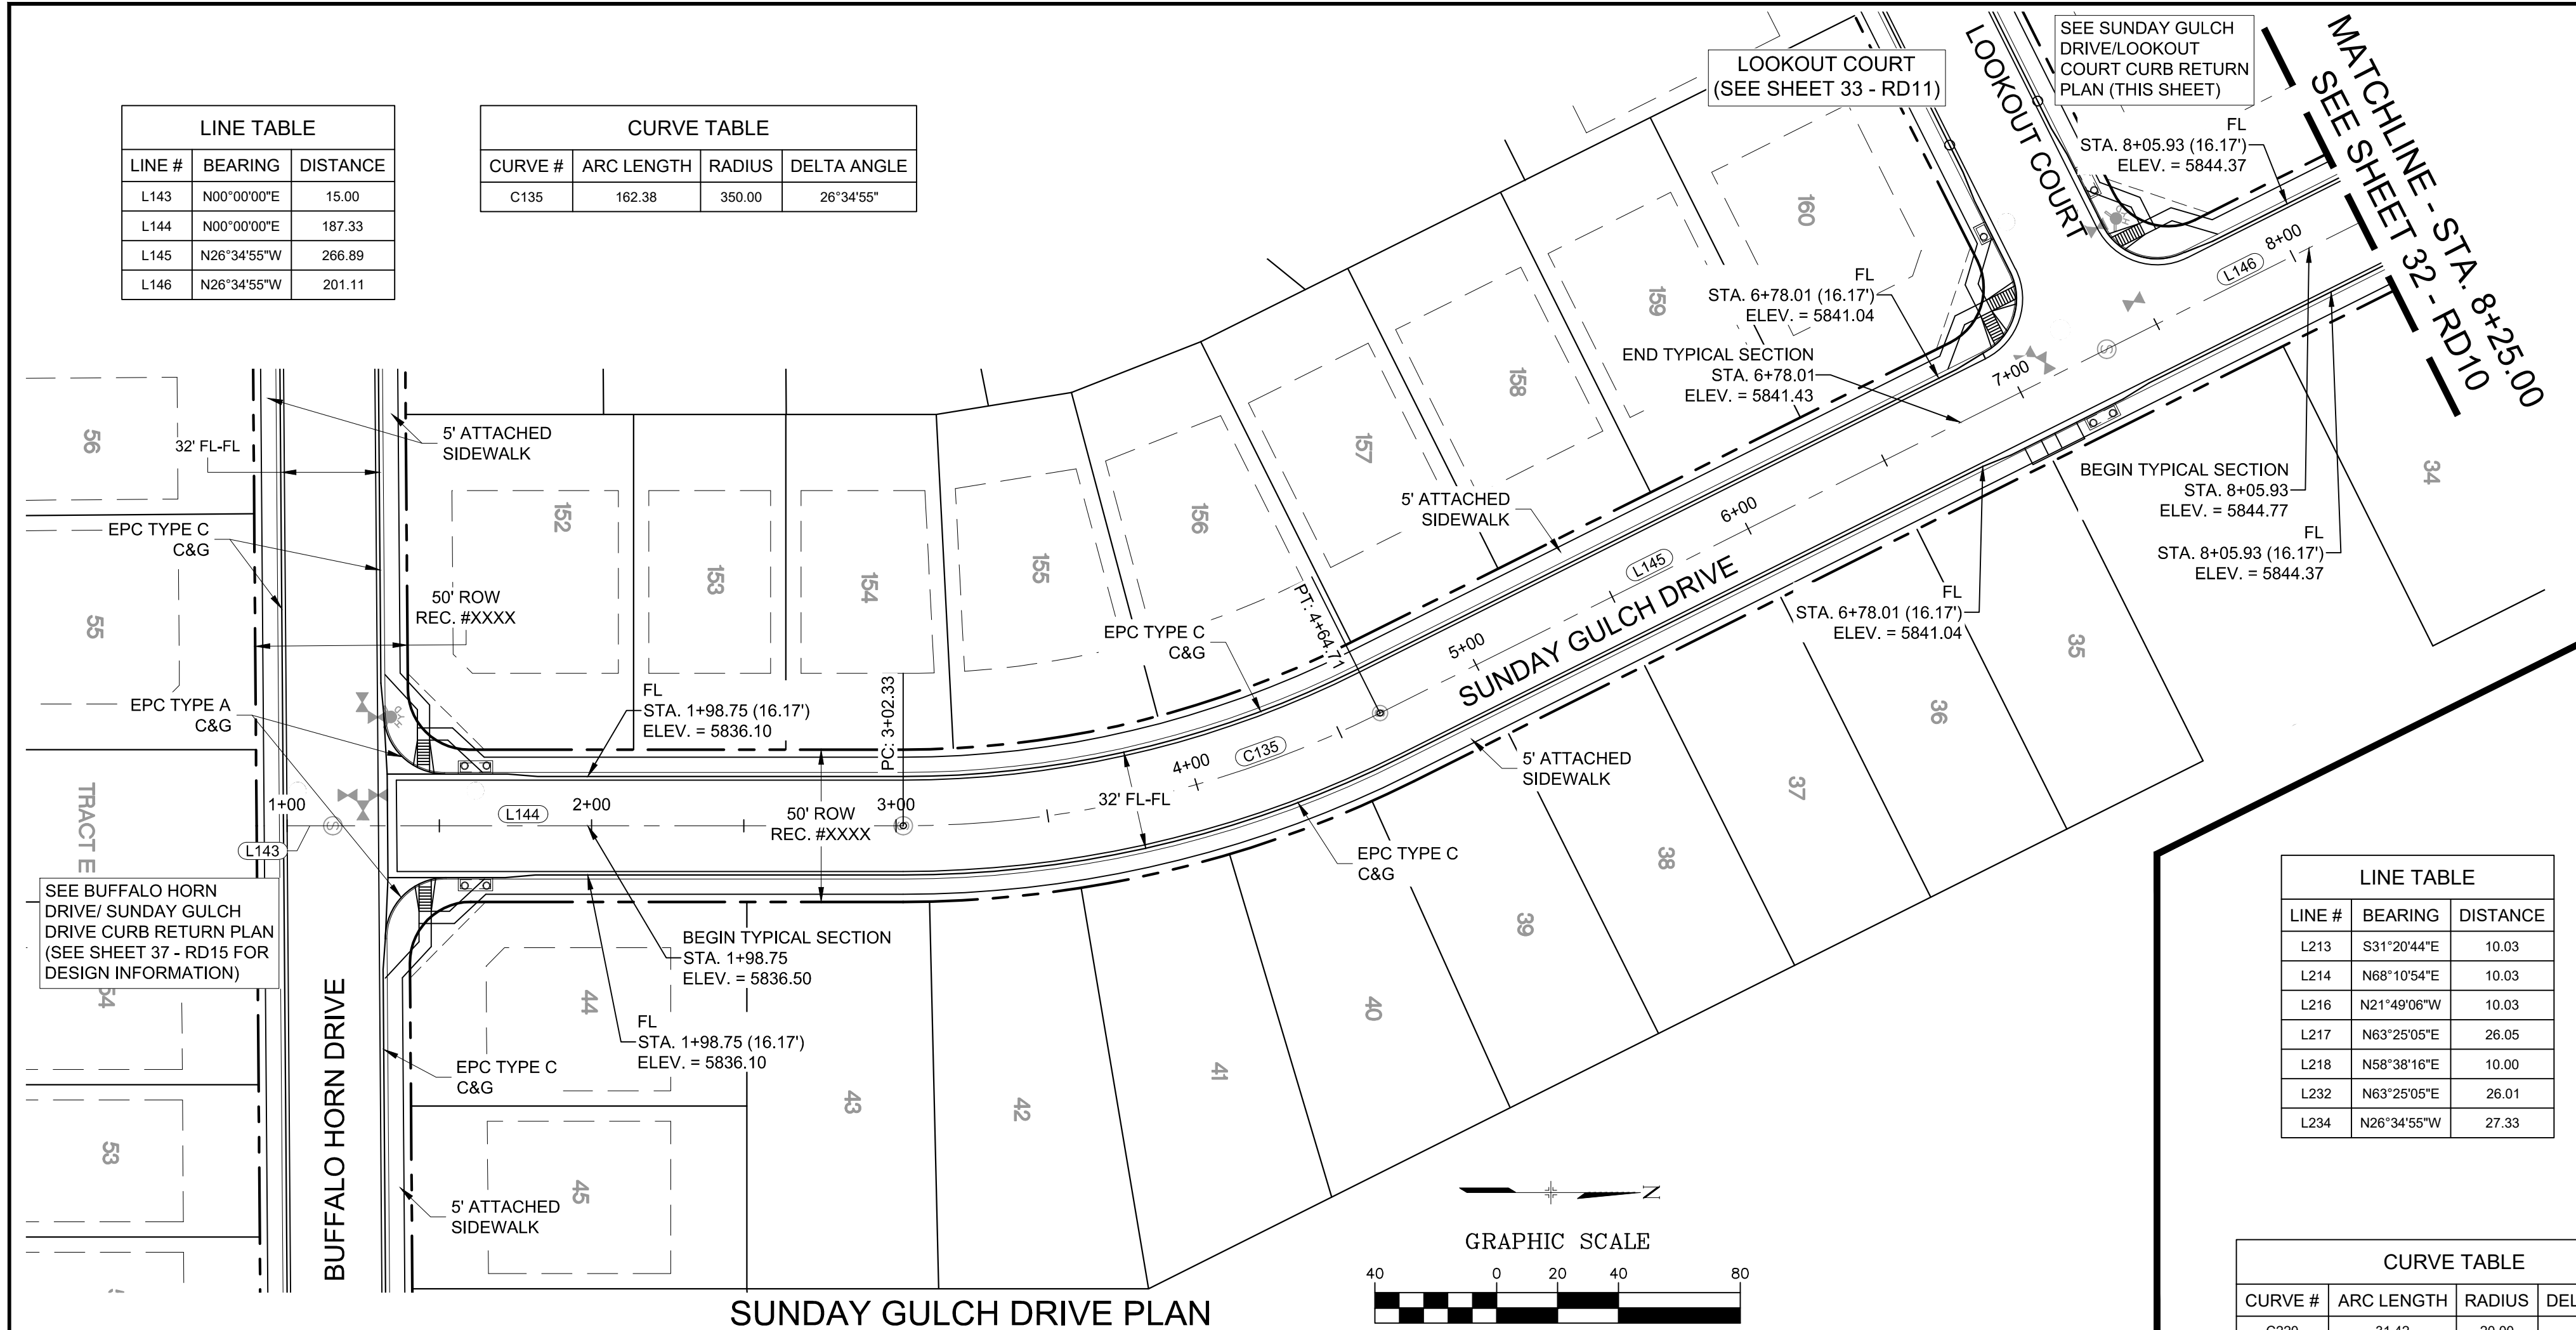 LINE TABLE
LINE # BEARING DISTANCE
L143 N00°00'00"E 15.00
L144 N00°00'00"E 187.33
L145 N26°34'55"W 266.89
L146 N26°34'55"W 201.11
CURVE TABLE
CURVE # ARC LENGTH RADIUS DELTA ANGLE
C135 162.38 350.00 26°34'55"
LOOKOUT COURT
(SEE SHEET 33 - RD11)
LOOKOUT COURT
SEE SUNDAY GULCH
DRIVE/LOOKOUT
COURT CURB RETURN
PLAN (THIS SHEET)
MATCHLINE - STA. 8+25.00
SEE SHEET 32 - RD10
FL
STA. 8+05.93 (16.17')
ELEV. = 5844.37
8+00
L146
160
159
158
157
156
155
154
153
152
FL
STA. 6+78.01 (16.17')
ELEV. = 5841.04
END TYPICAL SECTION
STA. 6+78.01
ELEV. = 5841.43
7+00
S
BEGIN TYPICAL SECTION
STA. 8+05.93
ELEV. = 5844.77
FL
STA. 8+05.93 (16.17')
ELEV. = 5844.37
34
56
32' FL-FL
5' ATTACHED
SIDEWALK
EPC TYPE C
C&G
55
50' ROW
REC. #XXXX
EPC TYPE A
C&G
HYD
HYD
5' ATTACHED
SIDEWALK
6+00
L145
SUNDAY GULCH DRIVE
5+00
FL
STA. 6+78.01 (16.17')
ELEV. = 5841.04
35
36
37
38
39
40
41
42
43
44
45
EPC TYPE C
C&G
PT: 4+64.71
PC: 3+02.33
FL
STA. 1+98.75 (16.17')
ELEV. = 5836.10
TRACT E
1+00
S
L143
L144
2+00
3+00
50' ROW
REC. #XXXX
4+00
C135
32' FL-FL
5' ATTACHED
SIDEWALK
EPC TYPE C
C&G
SEE BUFFALO HORN
DRIVE/ SUNDAY GULCH
DRIVE CURB RETURN PLAN
(SEE SHEET 37 - RD15 FOR
DESIGN INFORMATION)
54
BEGIN TYPICAL SECTION
STA. 1+98.75
ELEV. = 5836.50
FL
STA. 1+98.75 (16.17')
ELEV. = 5836.10
BUFFALO HORN DRIVE
EPC TYPE C
C&G
53
5' ATTACHED
SIDEWALK
LINE TABLE
LINE # BEARING DISTANCE
L213 S31°20'44"E 10.03
L214 N68°10'54"E 10.03
L216 N21°49'06"W 10.03
L217 N63°25'05"E 26.05
L218 N58°38'16"E 10.00
L232 N63°25'05"E 26.01
L234 N26°34'55"W 27.33
N
GRAPHIC SCALE
40 0 20 40 80
SUNDAY GULCH DRIVE PLAN
CURVE TABLE
CURVE # ARC LENGTH RADIUS